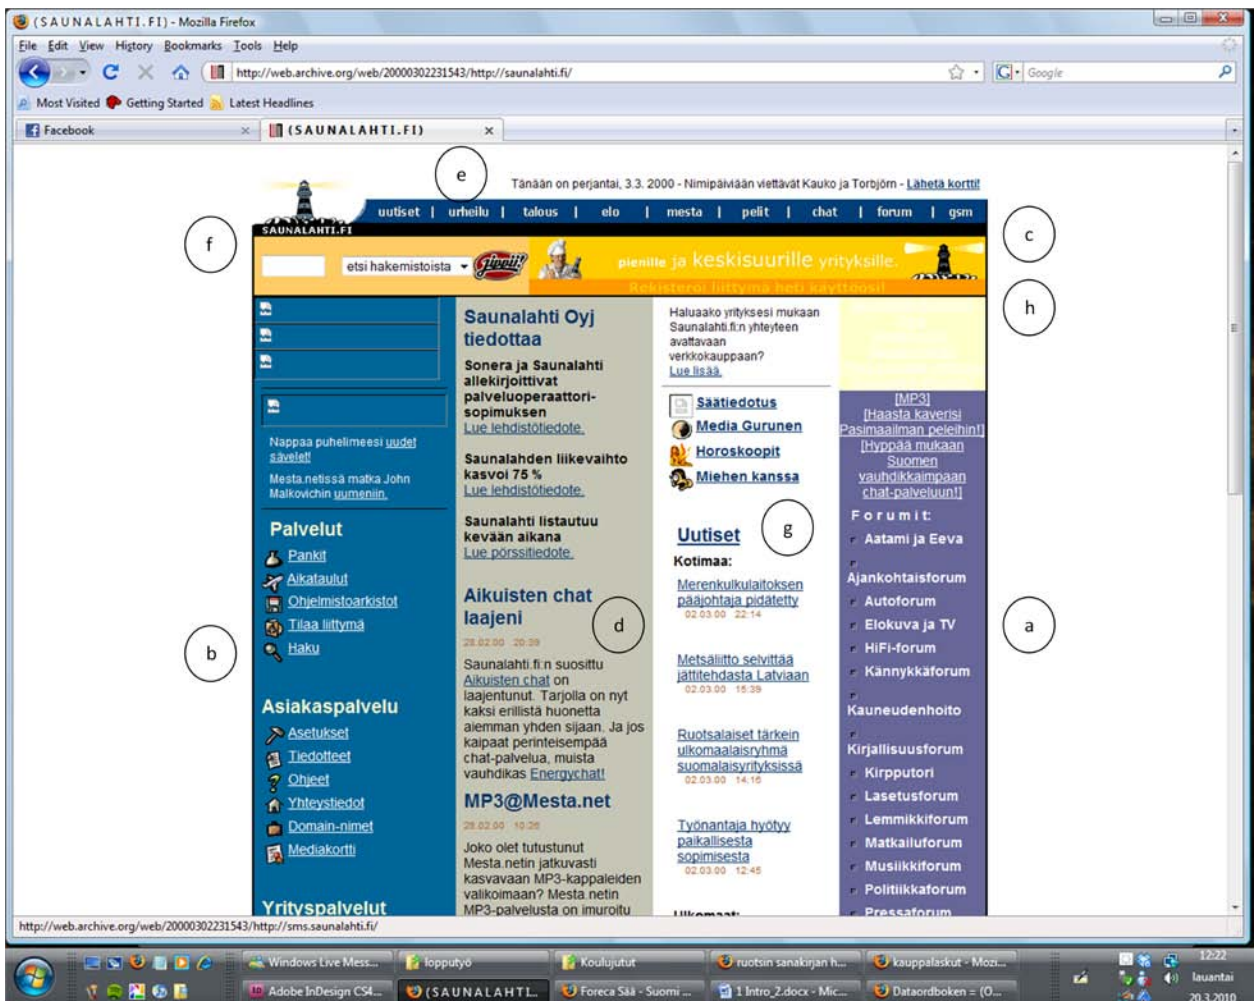 ( S A U N A L A H T I . F I ) - Mozilla Firefox
File Edit View History Bookmarks Tools Help
http://web.archive.org/web/20000302231543/http://saunalahti.fi/
Google
Most Visited Getting Started Latest Headlines
Facebook
( S A U N A L A H T I . F I )
e
Tänään on perjantai, 3.3. 2000 - Nimipäiviään viettävät Kauko ja Torbjörn - Lähetä kortti!
uutiset | urheilu | talous | elo | mesta | pelit | chat | forum | gsm
SAUNALAHTI.FI
f
c
etsi hakemistoista
Jippii!
pienille ja keskisuurille yrityksille.
Rekisteröi liittymä heti käyttöösi!
h
Nappaa puhelimeesi uudet
sävelet!
Mesta.netissä matka John
Malkovichin uumeniin.
Palvelut
Pankit
Aikataulut
Ohjelmistoarkistot
Tilaa liittymä
Haku
b
Asiakaspalvelu
Asetukset
Tiedotteet
Ohjeet
Yhteystiedot
Domain-nimet
Mediakortti
Yrityspalvelut
Saunalahti Oyj
tiedottaa
Sonera ja Saunalahti
allekirjoittivat
palveluoperaattori-
sopimuksen
Lue lehdistötiedote.
Saunalahden liikevaihto
kasvoi 75 %
Lue lehdistötiedote.
Saunalahti listautuu
kevään aikana
Lue pörssitiedote.
Aikuisten chat
laajeni
d
28.02.00 20:39
Saunalahti.fi:n suosittu
Aikuisten chat on
laajentunut. Tarjolla on nyt
kaksi erillistä huonetta
aiemman yhden sijaan. Ja jos
kaipaat perinteisempää
chat-palvelua, muista
vauhdikas Energychat!
MP3@Mesta.net
28.02.00 10:26
Joko olet tutustunut
Mesta.netin jatkuvasti
kasvavaan MP3-kappaleiden
valikoimaan? Mesta.netin
MP3-palvelusta on imuroitu
Haluaako yrityksesi mukaan
Saunalahti.fi:n yhteyteen
avattavaan
verkkokauppaan?
Lue lisää.
Säätiedotus
Media Gurunen
Horoskoopit
Miehen kanssa
Uutiset
g
Kotimaa:
Merenkulkulaitoksen
pääjohtaja pidätetty
02.03.00 22:14
Metsäliitto selvittää
jättitehdasta Latviaan
02.03.00 15:39
Ruotsalaiset tärkein
ulkomaalaisryhmä
suomalaisyrityksissä
02.03.00 14:16
Työnantaja hyötyy
paikallisesta
sopimisesta
02.03.00 12:45
Ulkomaat:
[MP3]
[Haasta kaverisi
Pasimaailman peleihin!]
[Hyppää mukaan
Suomen
vauhdikkaimpaan
chat-palveluun!]
F o r u m i t:
Aatami ja Eeva
Ajankohtaisforum
Autoforum
Elokuva ja TV
HiFi-forum
Kännykkäforum
Kauneudenhoito
Kirjallisuusforum
Kirpputori
Lasetusforum
Lemmikkiforum
Matkailuforum
Musiikkiforum
Politiikkaforum
Pressaforum
a
http://web.archive.org/web/20000302231543/http://sms.saunalahti.fi/
Windows Live Mess...
lopputyö
Koulujutut
ruotsin sanakirjan h...
kauppalaskut - Mozi...
12:22
lauantai
Adobe InDesign CS4...
( S A U N A L A H T I...
Foreca Sää - Suomi ...
1 Intro_2.docx - Mic...
Dataordboken = (O...
20.3.2010